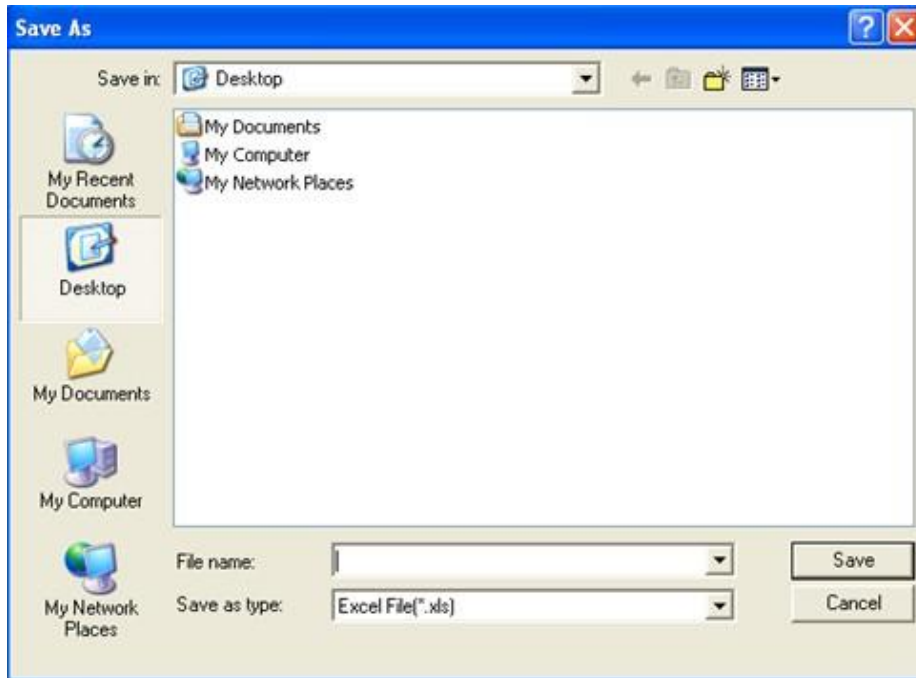 Save As
Save in:
Desktop
My Recent
Documents
Desktop
My Documents
My Computer
My Network
Places
My Documents
My Computer
My Network Places
File name:
Save
Save as type:
Excel File(*.xls)
Cancel